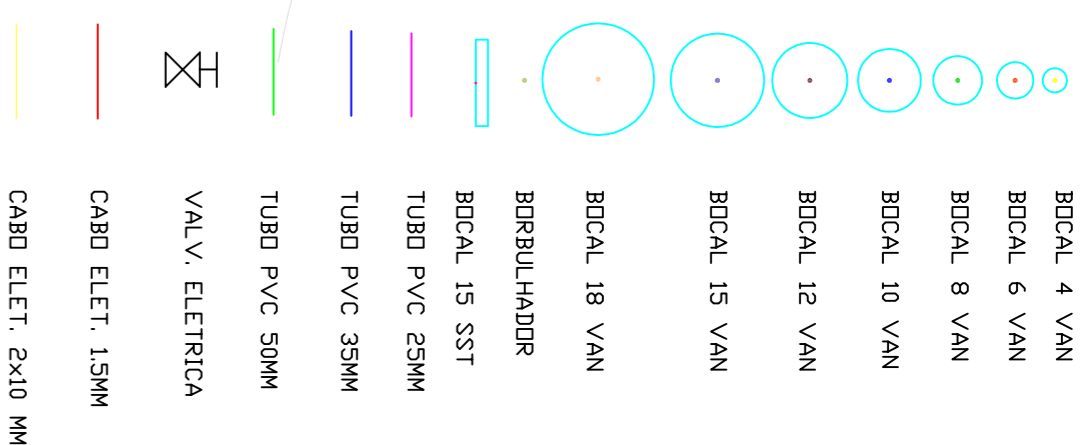 BOCAL 4 VAN
BOCAL 6 VAN
BOCAL 8 VAN
BOCAL 10 VAN
BOCAL 12 VAN
BOCAL 15 VAN
BOCAL 18 VAN
BORBULHADOR
BOCAL 15 SST
TUBO PVC 25MM
TUBO PVC 35MM
TUBO PVC 50MM
VALV. ELETRICA
CABO ELET. 1.5MM
CABO ELET. 2x10 MM